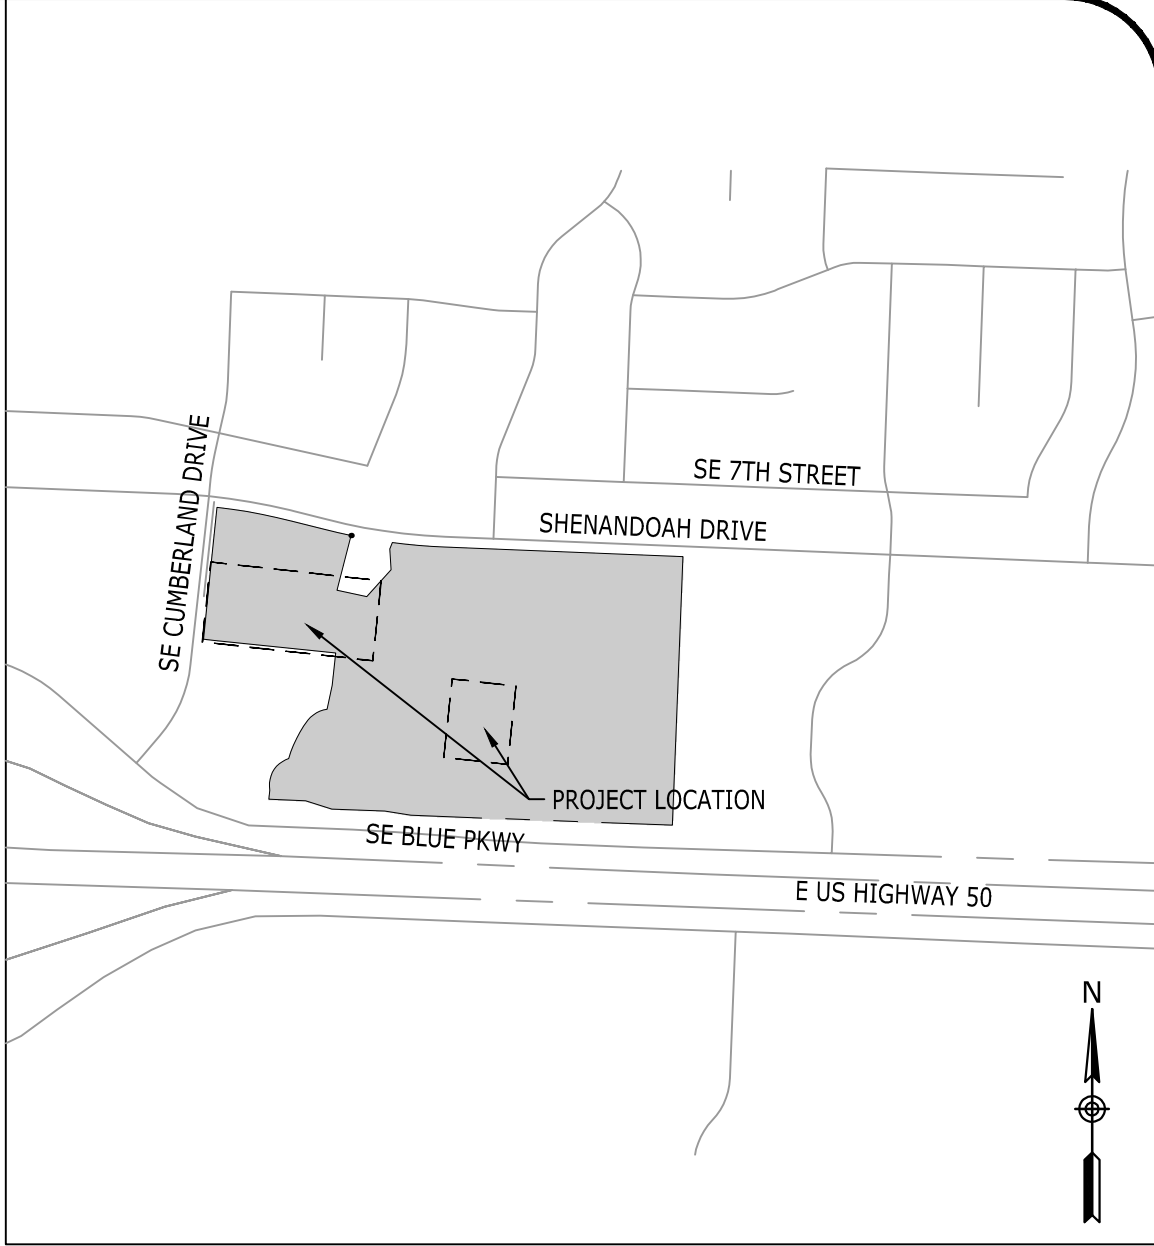 SE CUMBERLAND DRIVE
SE 7TH STREET
SHENANDOAH DRIVE
PROJECT LOCATION
SE BLUE PKWY
E US HIGHWAY 50
N